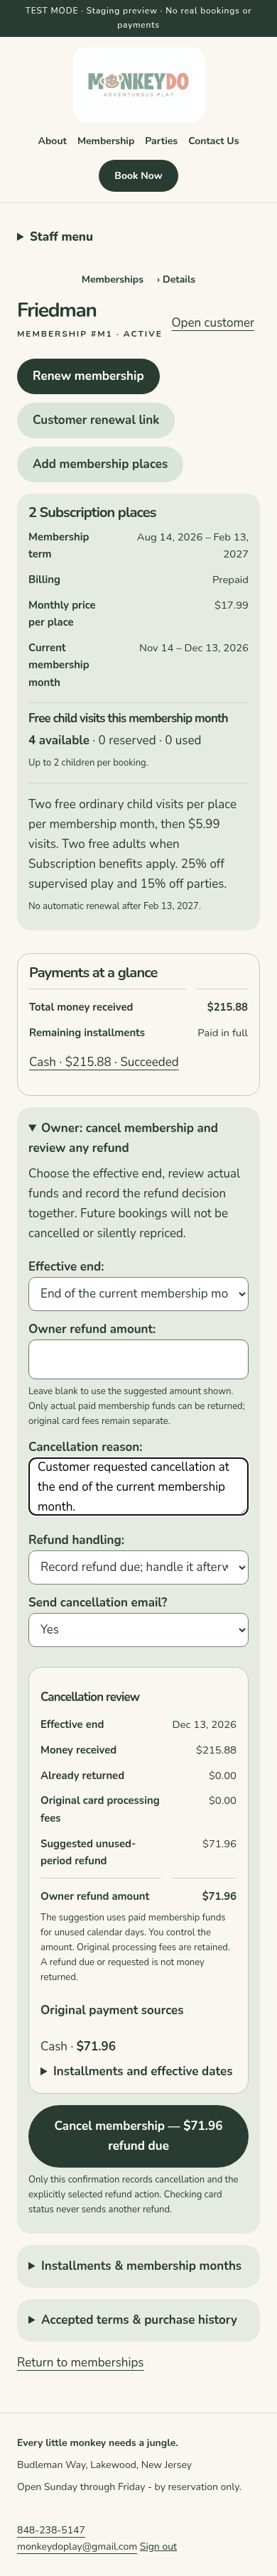 TEST MODE · Staging preview · No real bookings or
payments
MONKEYDO
ADVENTUROUS PLAY
About Membership Parties Contact Us
Book Now
▶ Staff menu
Memberships › Details
Friedman
MEMBERSHIP #M1 · ACTIVE
Open customer
Renew membership
Customer renewal link
Add membership places
2 Subscription places
Membership term Aug 14, 2026 – Feb 13, 2027
Billing Prepaid
Monthly price per place $17.99
Current membership month Nov 14 – Dec 13, 2026
Free child visits this membership month
4 available · 0 reserved · 0 used
Up to 2 children per booking.
Two free ordinary child visits per place
per membership month, then $5.99
visits. Two free adults when
Subscription benefits apply. 25% off
supervised play and 15% off parties.
No automatic renewal after Feb 13, 2027.
Payments at a glance
Total money received $215.88
Remaining installments Paid in full
Cash · $215.88 · Succeeded
▼ Owner: cancel membership and
review any refund
Choose the effective end, review actual
funds and record the refund decision
together. Future bookings will not be
cancelled or silently repriced.
Effective end:
End of the current membership mo
Owner refund amount:
Leave blank to use the suggested amount shown.
Only actual paid membership funds can be returned;
original card fees remain separate.
Cancellation reason:
Customer requested cancellation at
the end of the current membership
month.
Refund handling:
Record refund due; handle it afterw
Send cancellation email?
Yes
Cancellation review
Effective end Dec 13, 2026
Money received $215.88
Already returned $0.00
Original card processing fees $0.00
Suggested unused-period refund $71.96
Owner refund amount $71.96
The suggestion uses paid membership funds
for unused calendar days. You control the
amount. Original processing fees are retained.
A refund due or requested is not money
returned.
Original payment sources
Cash · $71.96
▶ Installments and effective dates
Cancel membership — $71.96
refund due
Only this confirmation records cancellation and the
explicitly selected refund action. Checking card
status never sends another refund.
▶ Installments & membership months
▶ Accepted terms & purchase history
Return to memberships
Every little monkey needs a jungle.
Budleman Way, Lakewood, New Jersey
Open Sunday through Friday - by reservation only.
848-238-5147
monkeydoplay@gmail.com Sign out